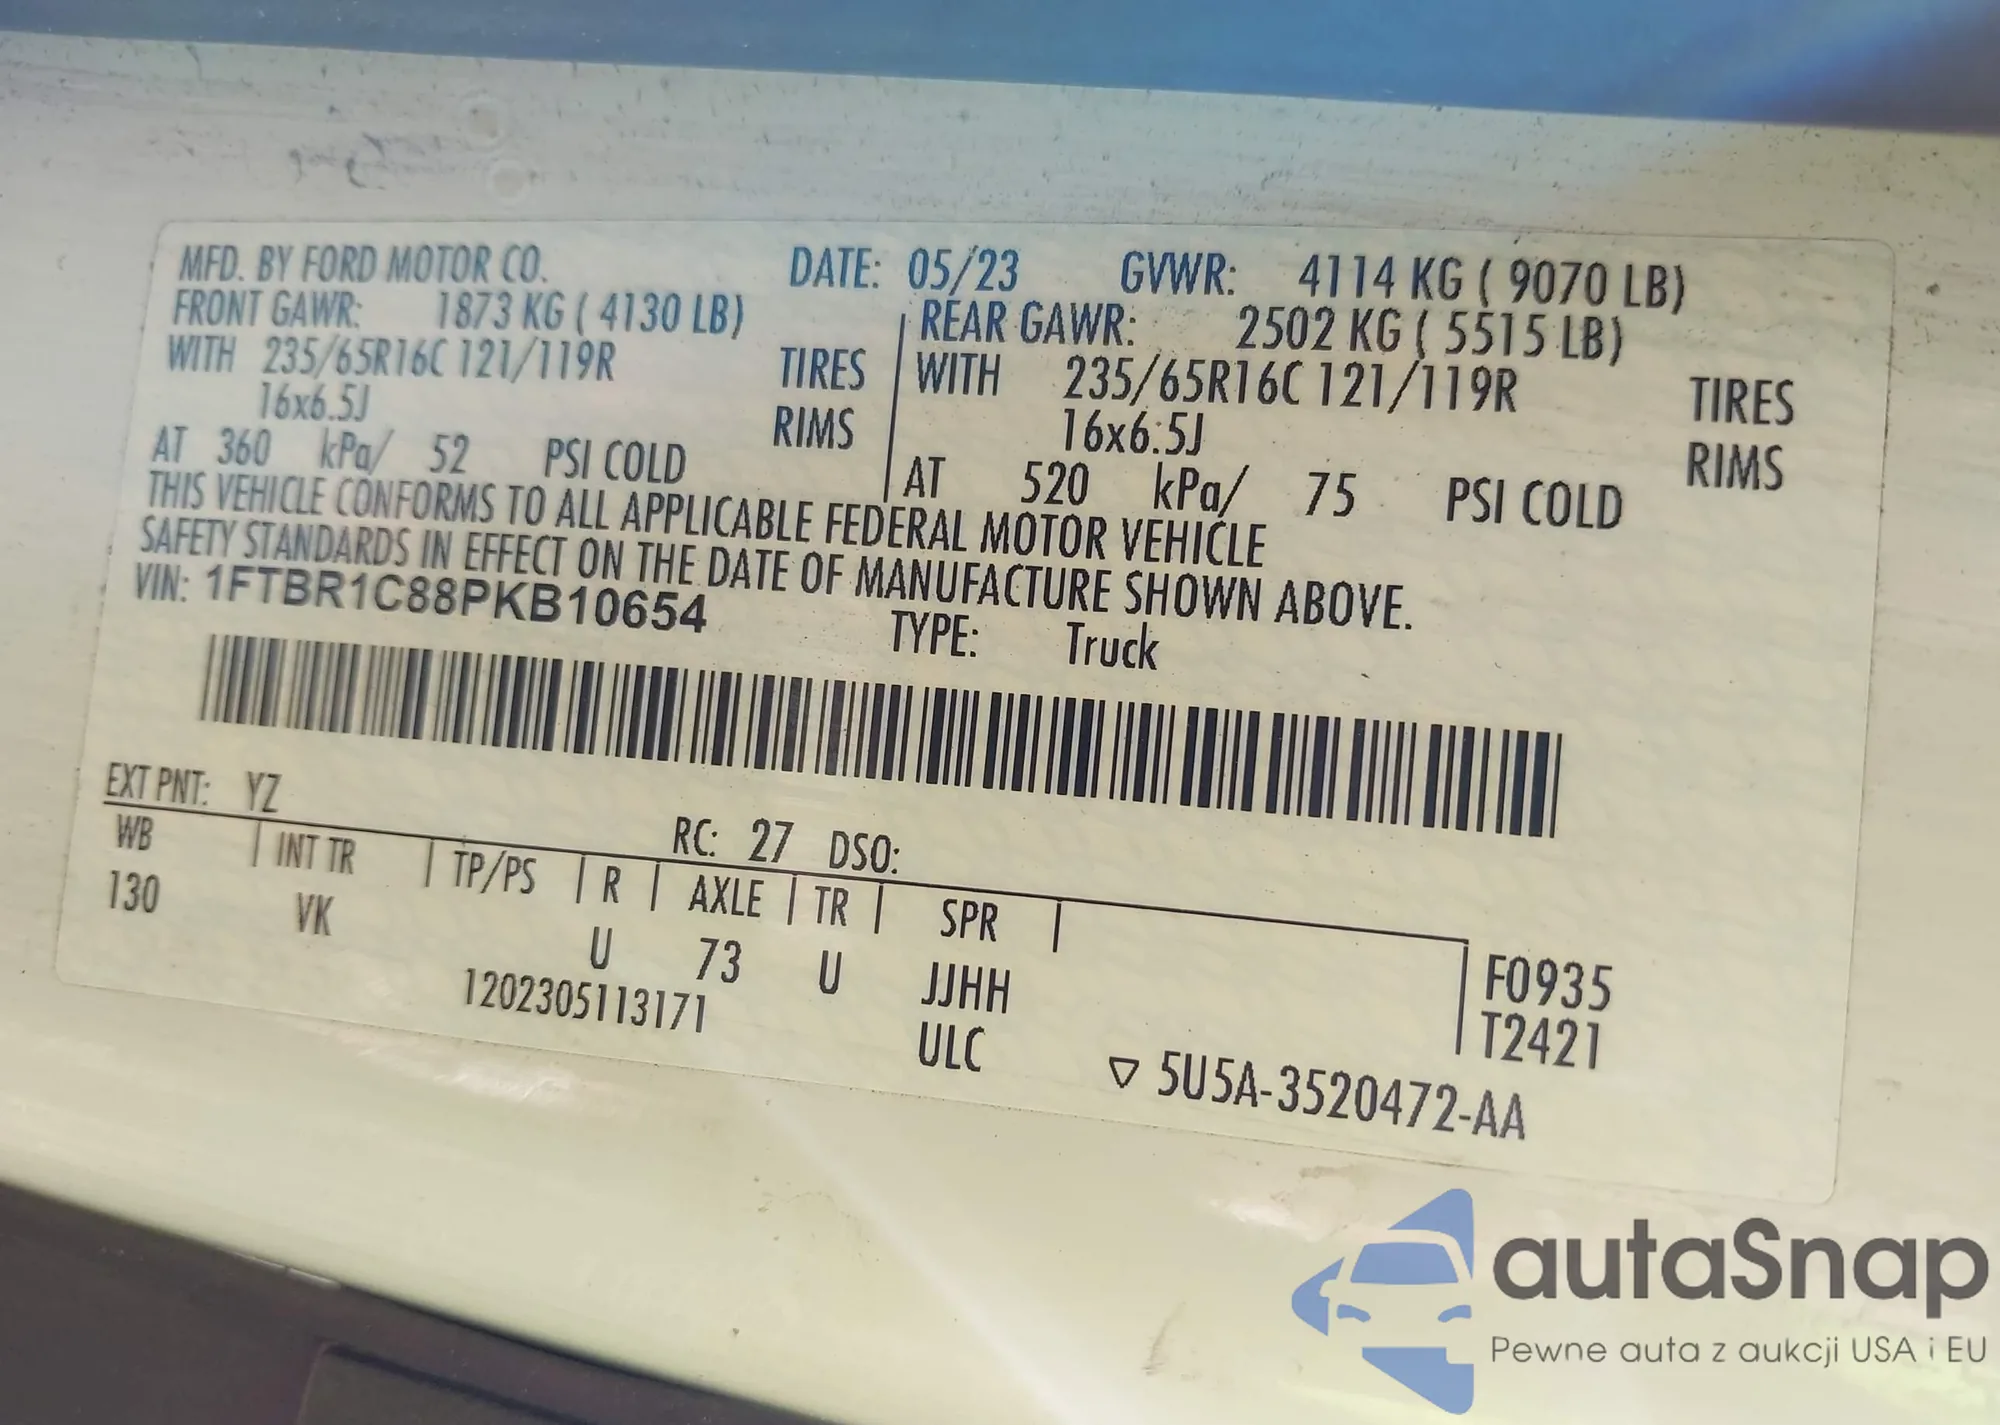 MFD. BY FORD MOTOR CO. DATE: 05/23 GVWR: 4114 KG ( 9070 LB)
FRONT GAWR: 1873 KG ( 4130 LB) REAR GAWR: 2502 KG ( 5515 LB)
WITH 235/65R16C 121/119R TIRES WITH 235/65R16C 121/119R TIRES
16x6.5J RIMS 16x6.5J RIMS
AT 360 kPa/ 52 PSI COLD AT 520 kPa/ 75 PSI COLD
THIS VEHICLE CONFORMS TO ALL APPLICABLE FEDERAL MOTOR VEHICLE
SAFETY STANDARDS IN EFFECT ON THE DATE OF MANUFACTURE SHOWN ABOVE.
VIN: 1FTBR1C88PKB10654 TYPE: Truck
EXT PNT: YZ RC: 27 DSO:
WB INT TR TP/PS R AXLE TR SPR
130 VK U 73 U JJHH F0935
1202305113171 ULC T2421
▽ 5U5A-3520472-AA
autaSnap
Pewne auta z aukcji USA i EU